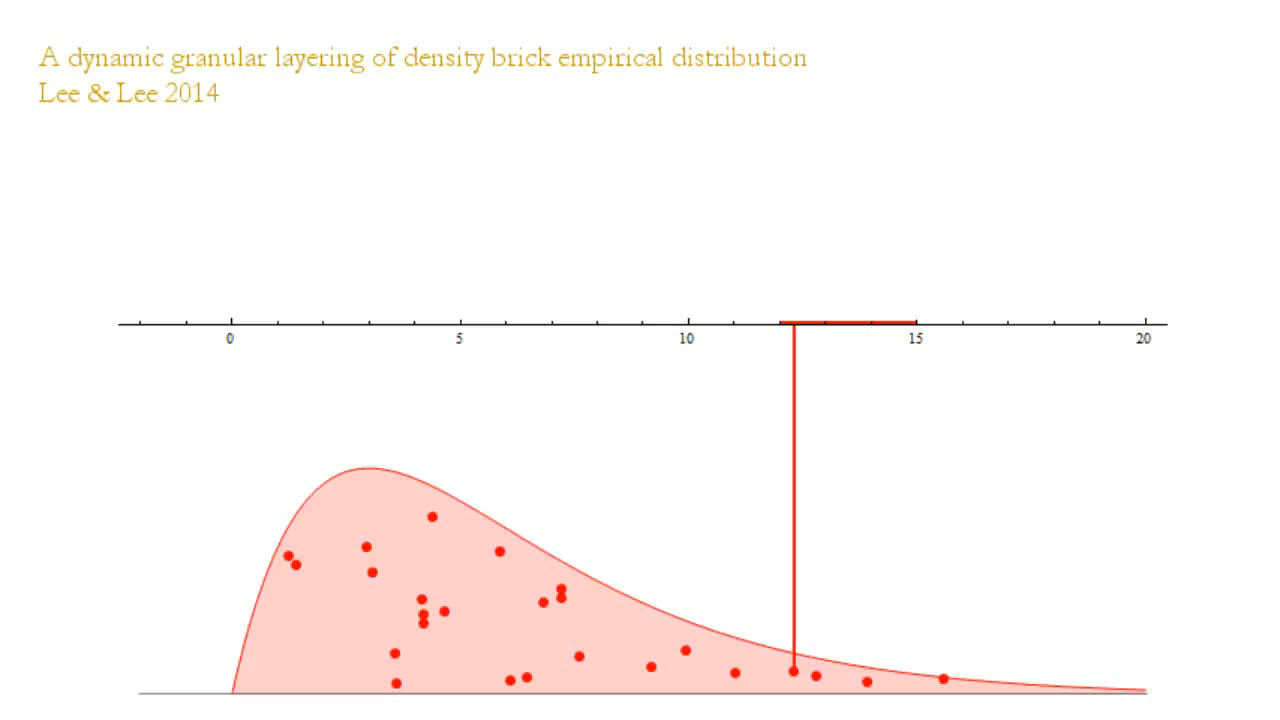 A dynamic granular layering of density brick empirical distribution
Lee & Lee 2014
0 5 10 15 20